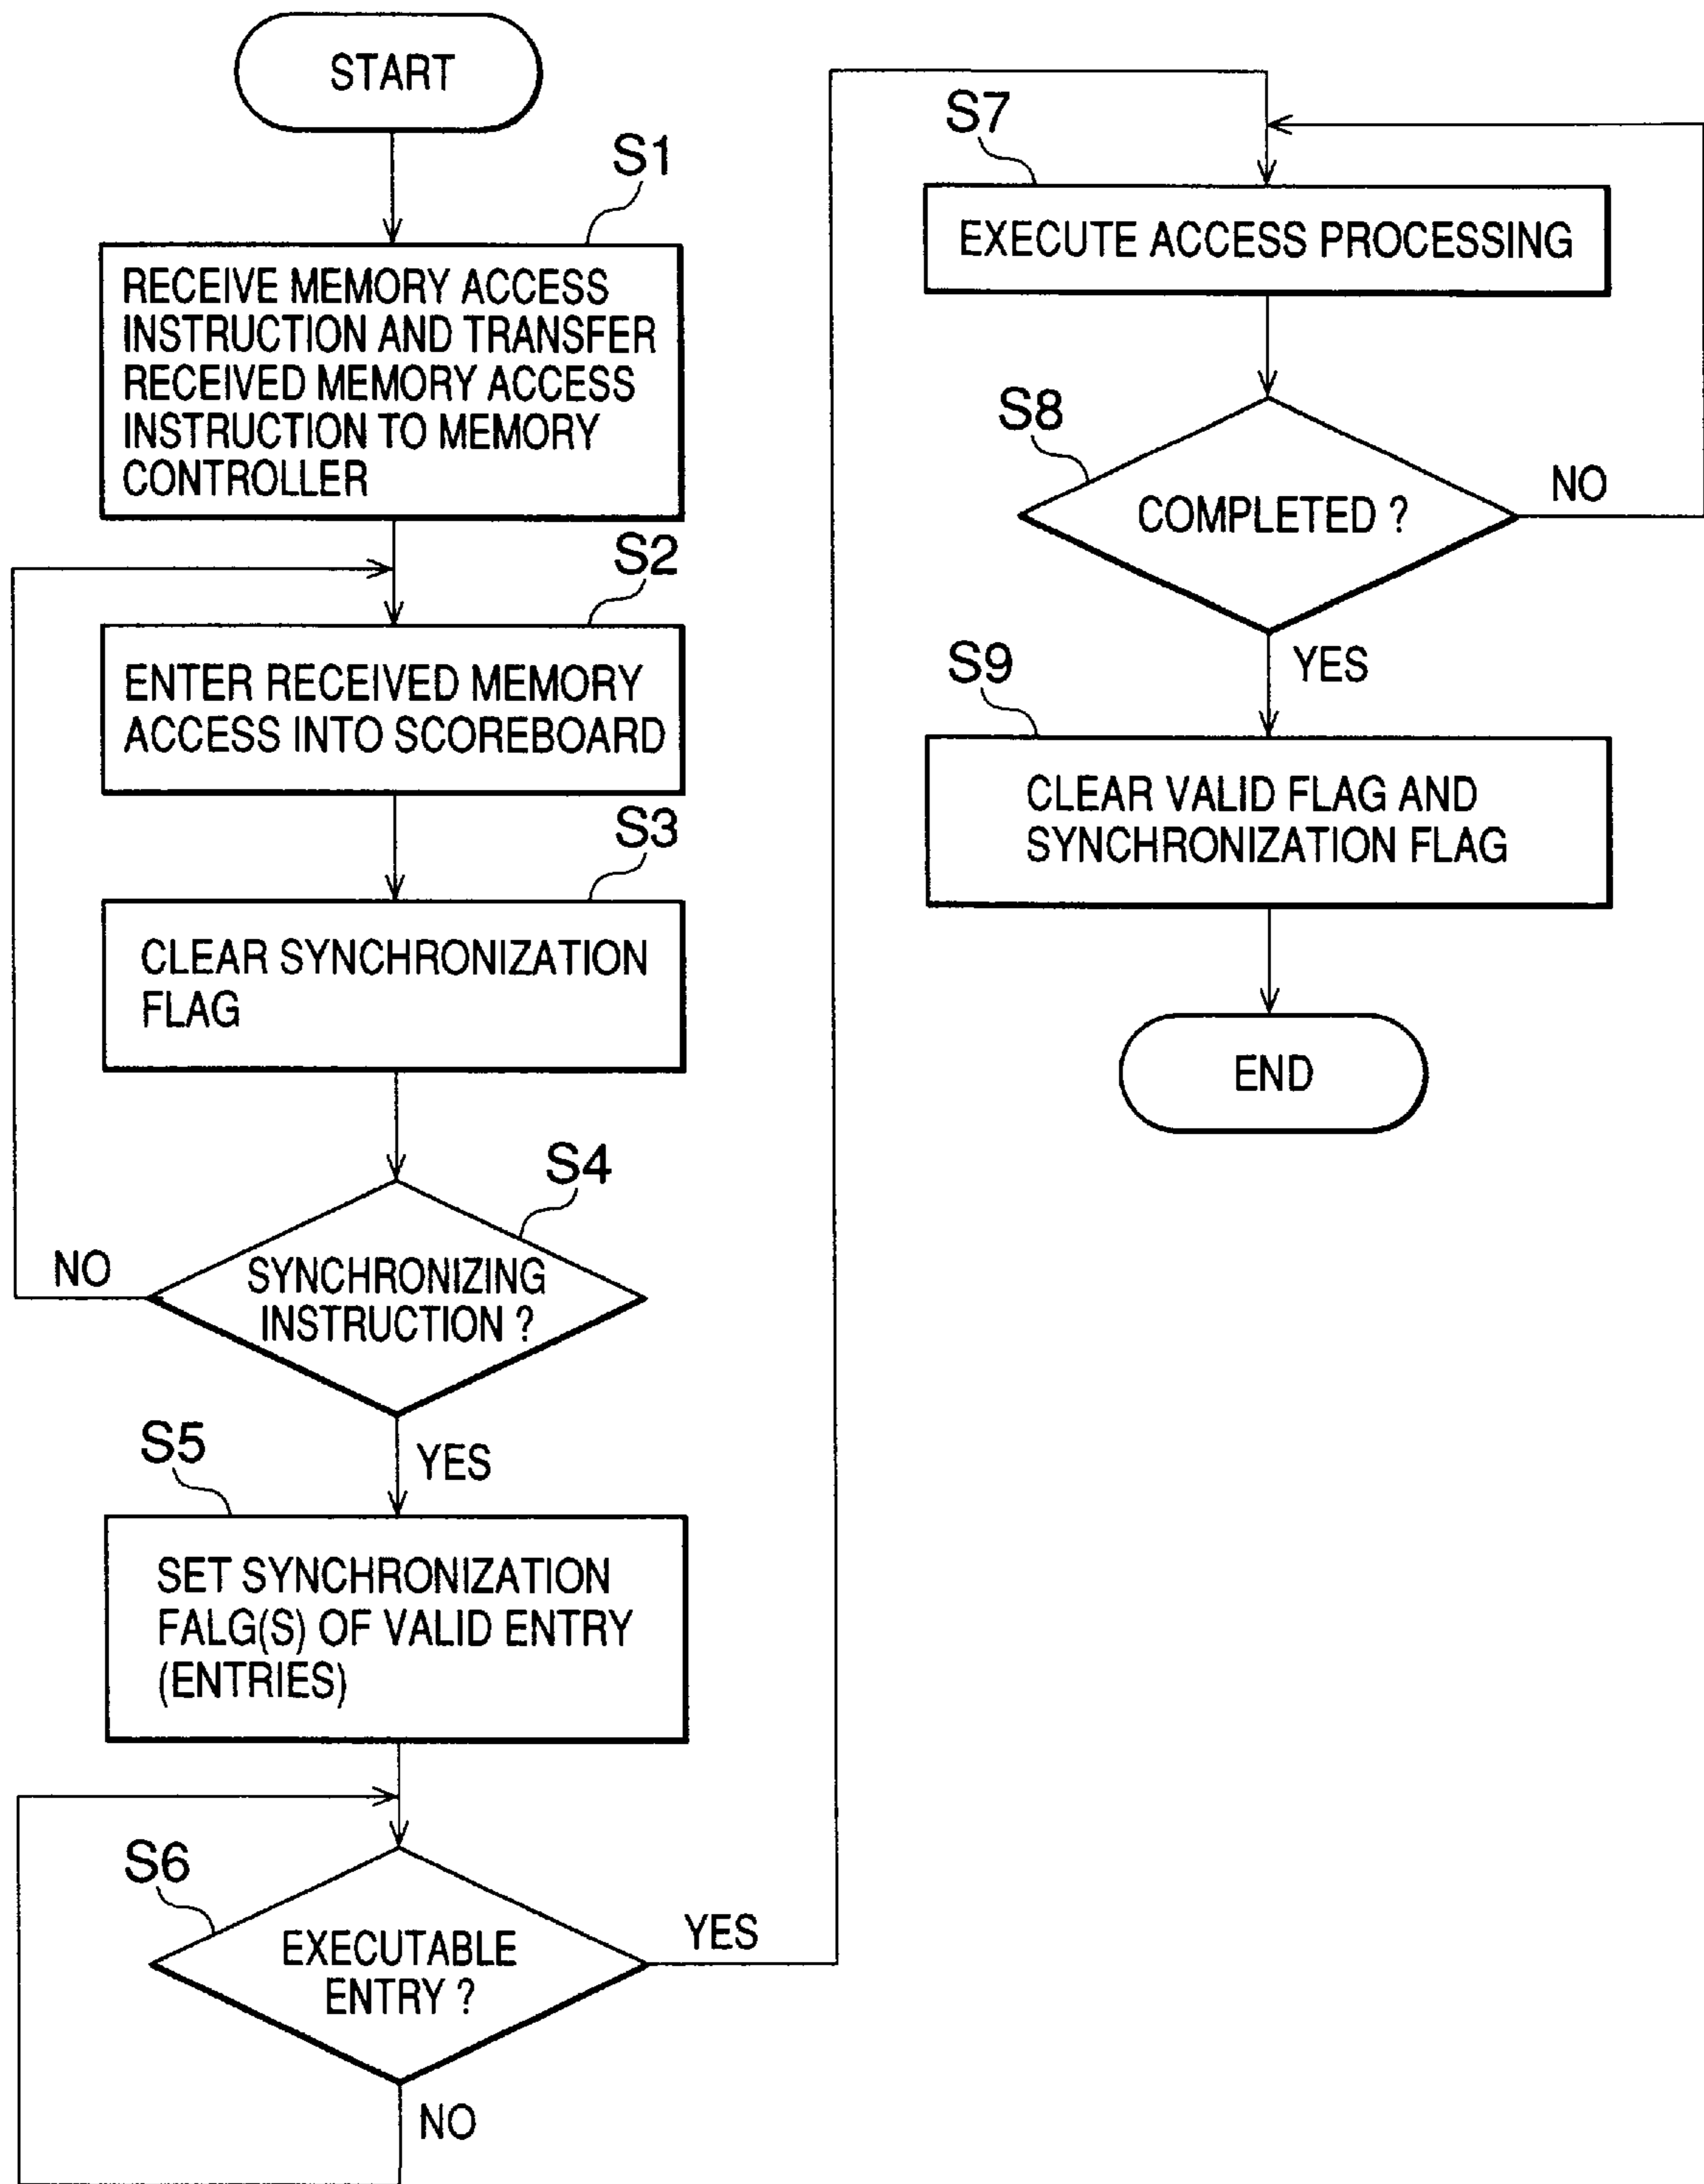 START
S1
RECEIVE MEMORY ACCESS
INSTRUCTION AND TRANSFER
RECEIVED MEMORY ACCESS
INSTRUCTION TO MEMORY
CONTROLLER
S2
ENTER RECEIVED MEMORY
ACCESS INTO SCOREBOARD
S3
CLEAR SYNCHRONIZATION
FLAG
S4
SYNCHRONIZING
INSTRUCTION ?
NO
YES
S5
SET SYNCHRONIZATION
FALG(S) OF VALID ENTRY
(ENTRIES)
S6
EXECUTABLE
ENTRY ?
YES
NO
S7
EXECUTE ACCESS PROCESSING
S8
COMPLETED ?
NO
YES
S9
CLEAR VALID FLAG AND
SYNCHRONIZATION FLAG
END